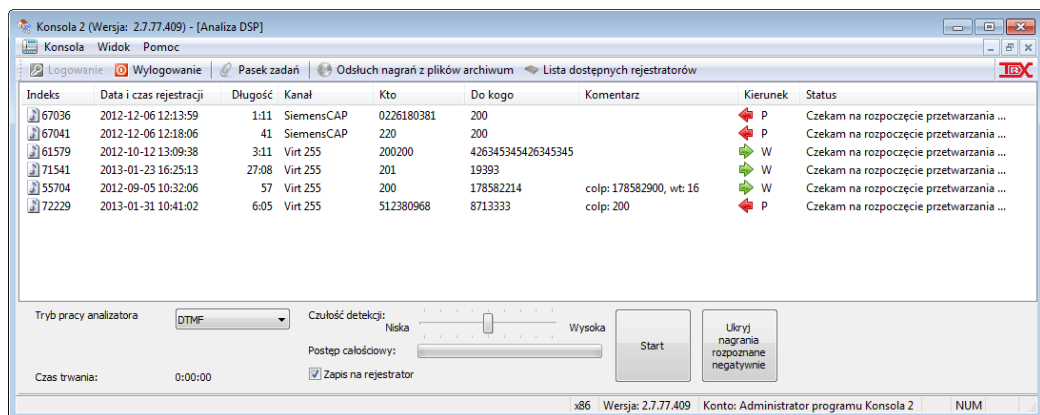 Konsola 2 (Wersja: 2.7.77.409) - [Analiza DSP]
Konsola Widok Pomoc
Logowanie Wylogowanie Pasek zadań Odsłuch nagrań z plików archiwum Lista dostępnych rejestratorów TRX
Indeks Data i czas rejestracji Długość Kanał Kto Do kogo Komentarz Kierunek Status
67036 2012-12-06 12:13:59 1:11 SiemensCAP 0226180381 200 P Czekam na rozpoczęcie przetwarzania ...
67041 2012-12-06 12:18:06 41 SiemensCAP 220 200 P Czekam na rozpoczęcie przetwarzania ...
61579 2012-10-12 13:09:38 3:11 Virt 255 200200 426345345426345345 W Czekam na rozpoczęcie przetwarzania ...
71541 2013-01-23 16:25:13 27:08 Virt 255 201 19393 W Czekam na rozpoczęcie przetwarzania ...
55704 2012-09-05 10:32:06 57 Virt 255 200 178582214 colp: 178582900, wt: 16 W Czekam na rozpoczęcie przetwarzania ...
72229 2013-01-31 10:41:02 6:05 Virt 255 512380968 8713333 colp: 200 P Czekam na rozpoczęcie przetwarzania ...
Tryb pracy analizatora DTMF Czułość detekcji:
Niska Wysoka
Postęp całościowy:
Start
Ukryj
nagrania
rozpoznane
negatywnie
Czas trwania: 0:00:00 Zapis na rejestrator
x86 Wersja: 2.7.77.409 Konto: Administrator programu Konsola 2 NUM